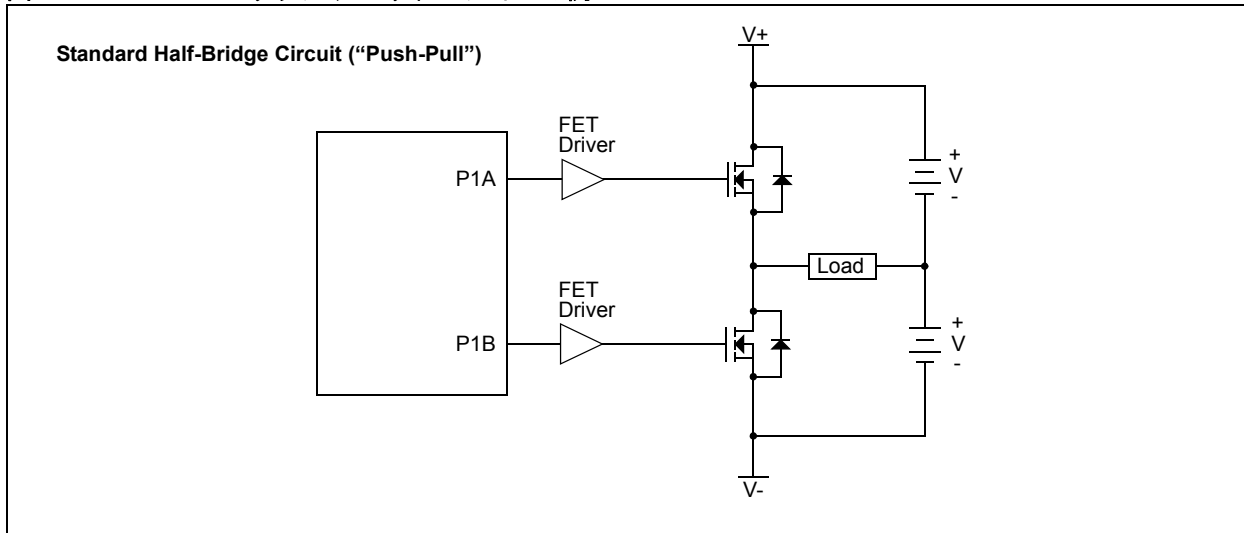 Standard Half-Bridge Circuit (“Push-Pull”)
V+
FET
Driver
P1A
+
V
-
Load
FET
Driver
P1B
+
V
-
V-